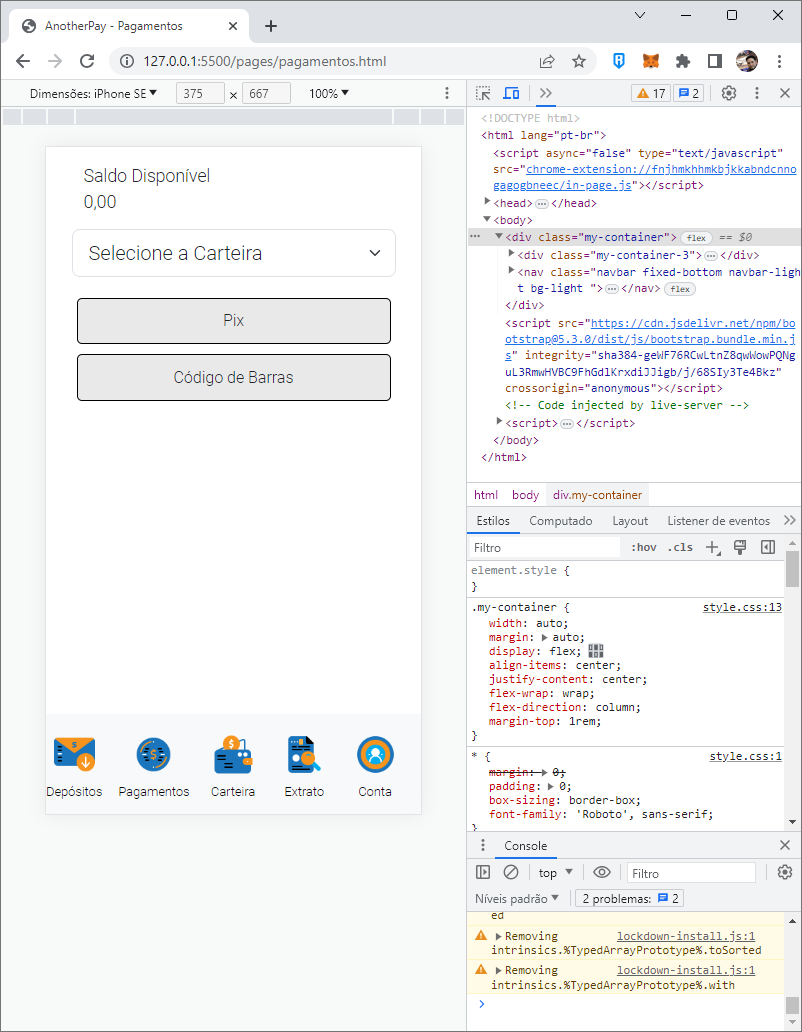 AnotherPay - Pagamentos
127.0.0.1:5500/pages/pagamentos.html
Dimensões: iPhone SE ▼ 375 × 667 100% ▼
17 2
Saldo Disponível
0,00
Selecione a Carteira
Pix
Código de Barras
Depósitos Pagamentos Carteira Extrato Conta
<!DOCTYPE html>
<html lang="pt-br">
<script async="false" type="text/javascript"
src="chrome-extension://fnjhmkhhmkbjkkabndcnno
gagogbneec/in-page.js"></script>
▶<head>…</head>
▼<body>
… ▼<div class="my-container"> flex == $0
▶<div class="my-container-3">…</div>
▶<nav class="navbar fixed-bottom navbar-ligh
t bg-light ">…</nav> flex
</div>
<script src="https://cdn.jsdelivr.net/npm/bo
otstrap@5.3.0/dist/js/bootstrap.bundle.min.j
s" integrity="sha384-geWF76RCwLtnZ8qwWowPQNg
uL3RmwHVBC9FhGdlKrxdiJJigb/j/68SIy3Te4Bkz"
crossorigin="anonymous"></script>
<!-- Code injected by live-server -->
▶<script>…</script>
</body>
</html>
html body div.my-container
Estilos Computado Layout Listener de eventos
Filtro :hov .cls
element.style {
}
.my-container { style.css:13
width: auto;
margin: ▶ auto;
display: flex;
align-items: center;
justify-content: center;
flex-wrap: wrap;
flex-direction: column;
margin-top: 1rem;
}
* { style.css:1
margin: ▶ 0;
padding: ▶ 0;
box-sizing: border-box;
font-family: 'Roboto', sans-serif;
}
Console
top ▼ Filtro
Níveis padrão ▼ 2 problemas: 2
ed
▶Removing lockdown-install.js:1
intrinsics.%TypedArrayPrototype%.toSorted
▶Removing lockdown-install.js:1
intrinsics.%TypedArrayPrototype%.with